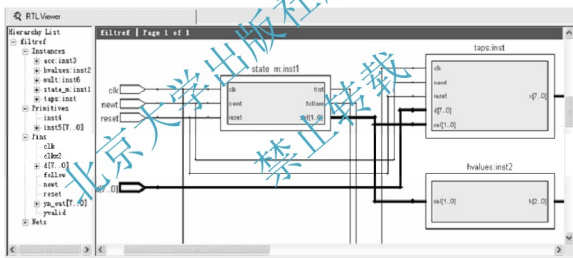 RTL Viewer
Hierarchy List
filtref
Instances
acc:inst3
hvalues:inst2
mult:inst6
state_m:inst1
taps:inst
Primitives
inst4
inst5[7..0]
Pins
clk
clkx2
d[7..0]
follow
newt
reset
yn_out[7..0]
yvalid
Nets
filtref | Page 1 of 1
clk
newt
reset
d[7..0]
state m:inst1
clk
newt
reset
first
follow
sel[1..0]
taps:inst
clk
newt
reset
d[7..0]
sel[1..0]
x[7..0]
hvalues:inst2
sel[1..0]
h[2..0]
北京大学出版社
禁止转载